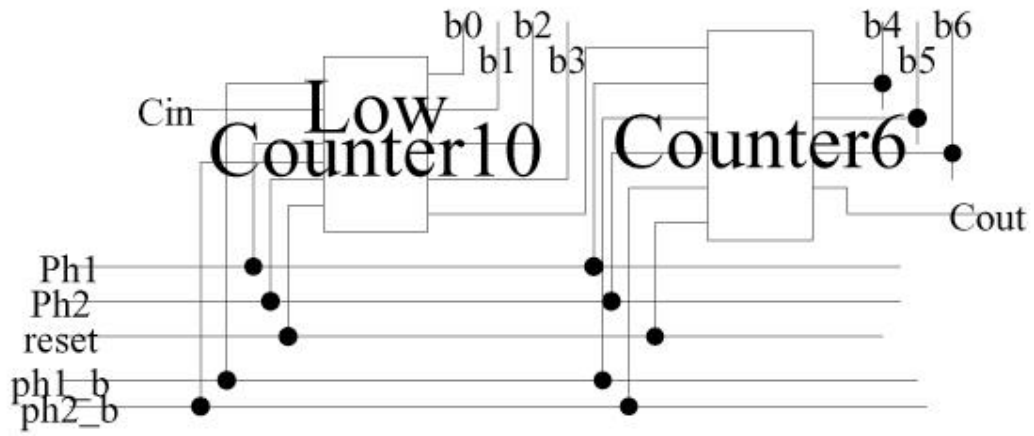 b0 b2 b4 b6
b1 b3 b5
Cin Low
Counter10 Counter6
Cout
Ph1
Ph2
reset
ph1_b
ph2_b